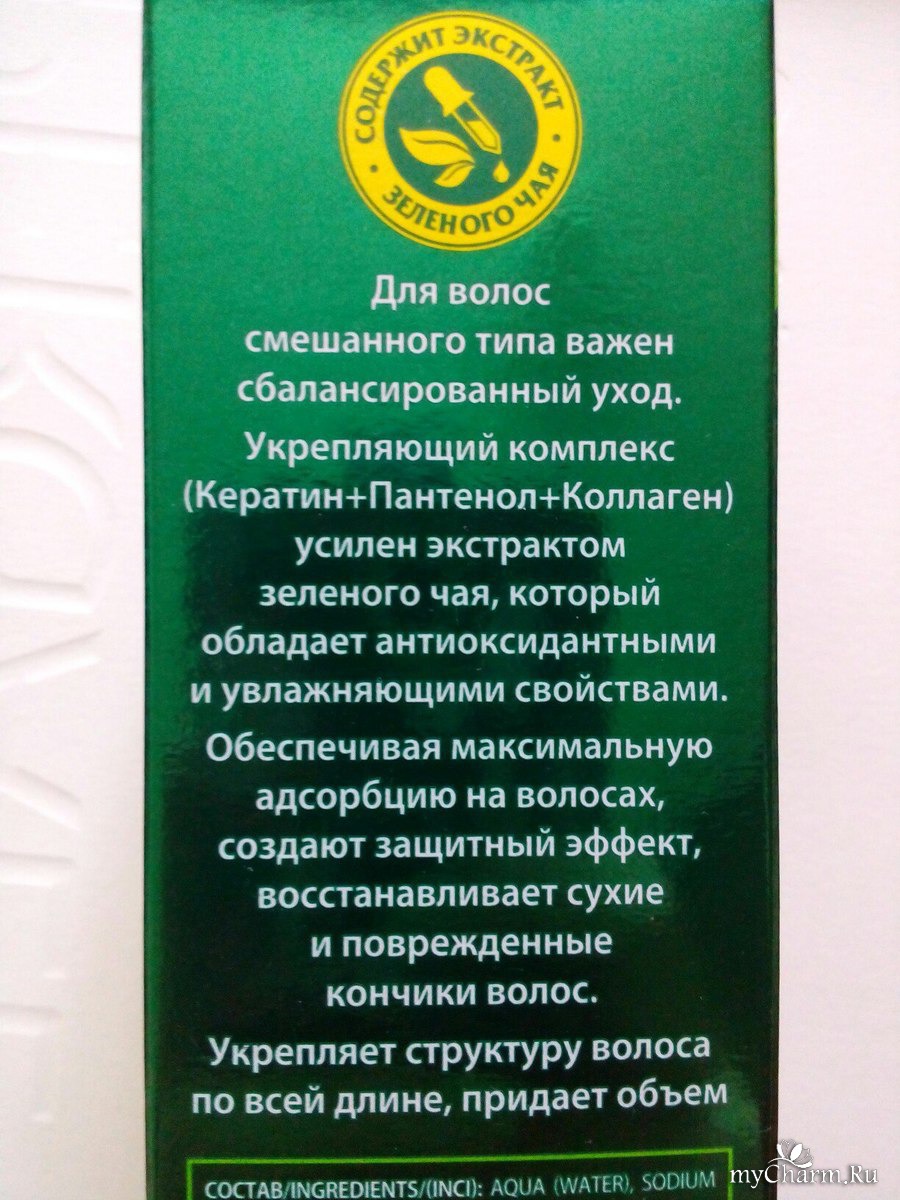 СОДЕРЖИТ ЭКСТРАКТ
ЗЕЛЕНОГО ЧАЯ
Для волос
смешанного типа важен
сбалансированный уход.
Укрепляющий комплекс
(Кератин+Пантенол+Коллаген)
усилен экстрактом
зеленого чая, который
обладает антиоксидантными
и увлажняющими свойствами.
Обеспечивая максимальную
адсорбцию на волосах,
создают защитный эффект,
восстанавливает сухие
и поврежденные
кончики волос.
Укрепляет структуру волоса
по всей длине, придает объем
СОСТАВ/INGREDIENTS/(INCI): AQUA (WATER), SODIUM
myCharm.Ru